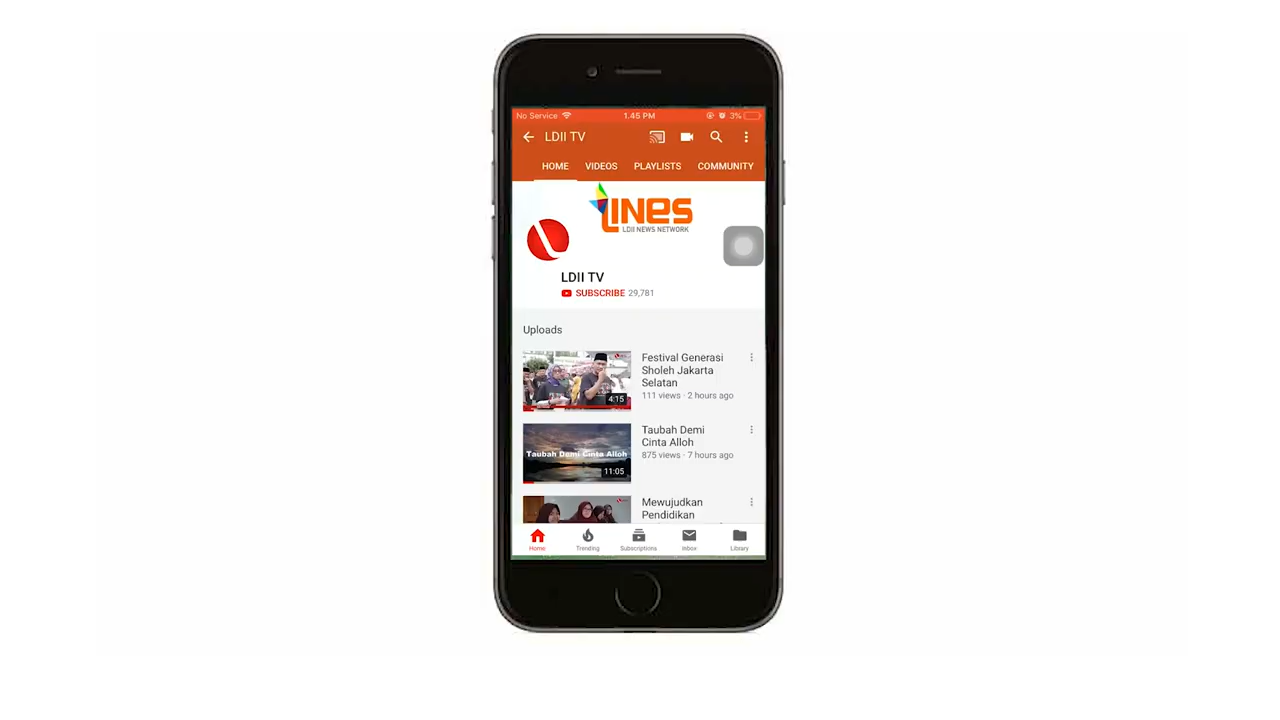 No Service 1.45 PM 3%
LDII TV
HOME VIDEOS PLAYLISTS COMMUNITY
LINES
LDII NEWS NETWORK
LDII TV
SUBSCRIBE 29,781
Uploads
4:15
Festival Generasi
Sholeh Jakarta
Selatan
111 views · 2 hours ago
Taubah Demi Cinta Alloh
11:05
Taubah Demi
Cinta Alloh
875 views · 7 hours ago
Mewujudkan
Pendidikan
Home Trending Subscriptions Inbox Library